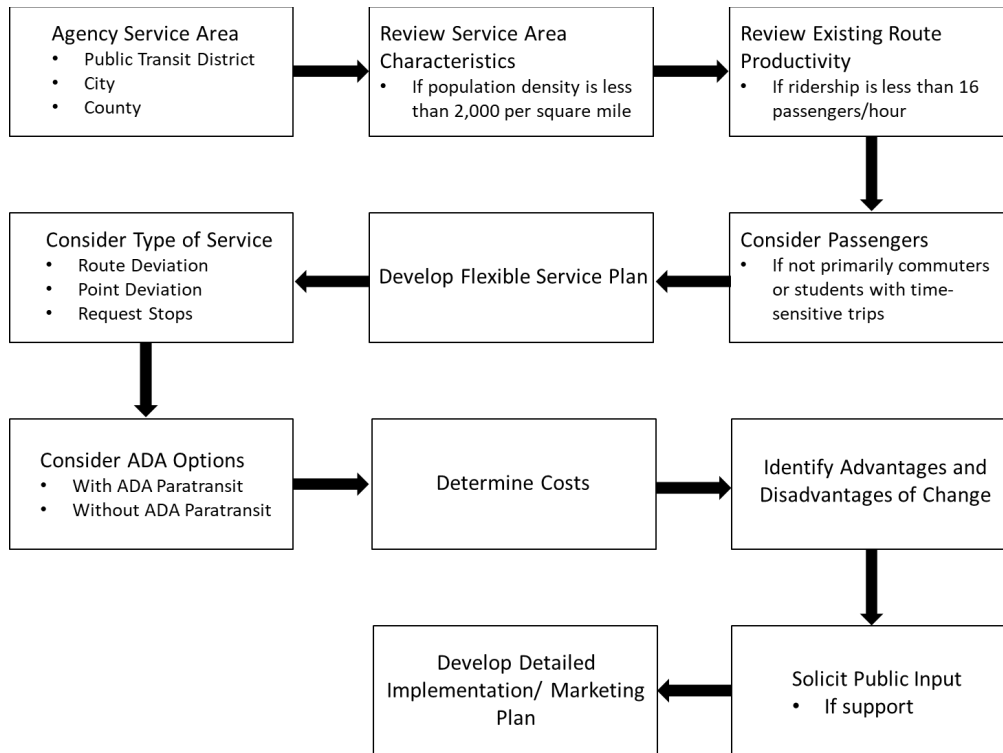 Agency Service Area
• Public Transit District
• City
• County
Review Service Area
Characteristics
• If population density is less
than 2,000 per square mile
Review Existing Route
Productivity
• If ridership is less than 16
passengers/hour
Consider Passengers
• If not primarily commuters
or students with time-
sensitive trips
Develop Flexible Service Plan
Consider Type of Service
• Route Deviation
• Point Deviation
• Request Stops
Consider ADA Options
• With ADA Paratransit
• Without ADA Paratransit
Determine Costs
Identify Advantages and
Disadvantages of Change
Solicit Public Input
• If support
Develop Detailed
Implementation/ Marketing
Plan